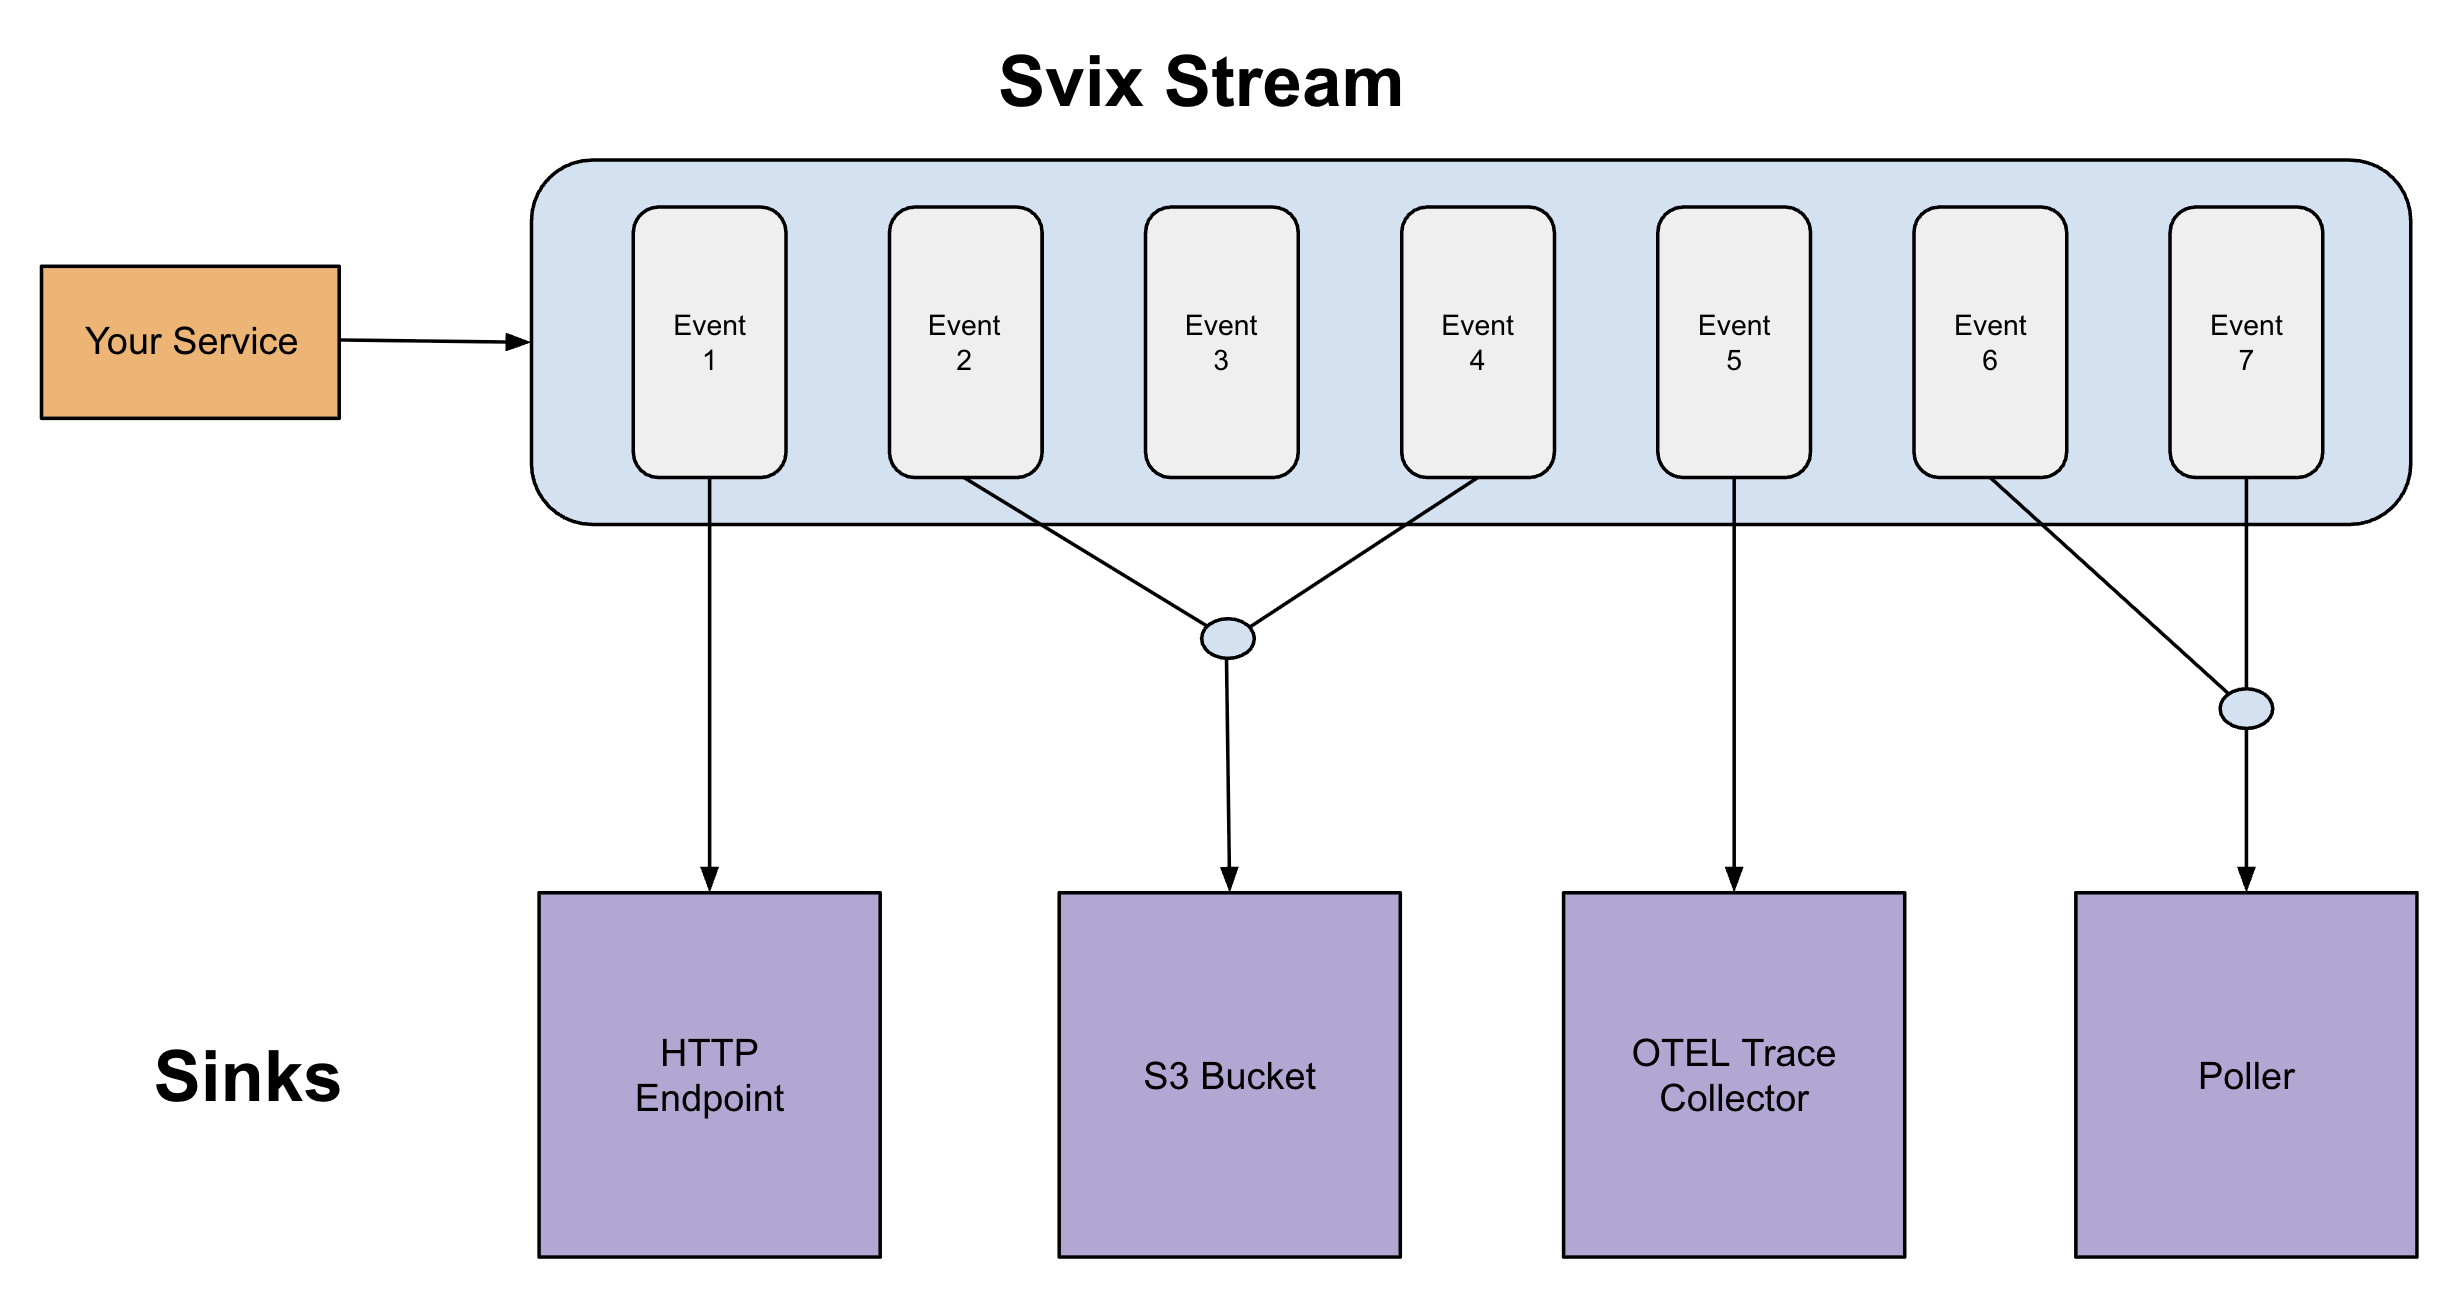 Svix Stream
Your Service
Event
1
Event
2
Event
3
Event
4
Event
5
Event
6
Event
7
Sinks
HTTP
Endpoint
S3 Bucket
OTEL Trace
Collector
Poller